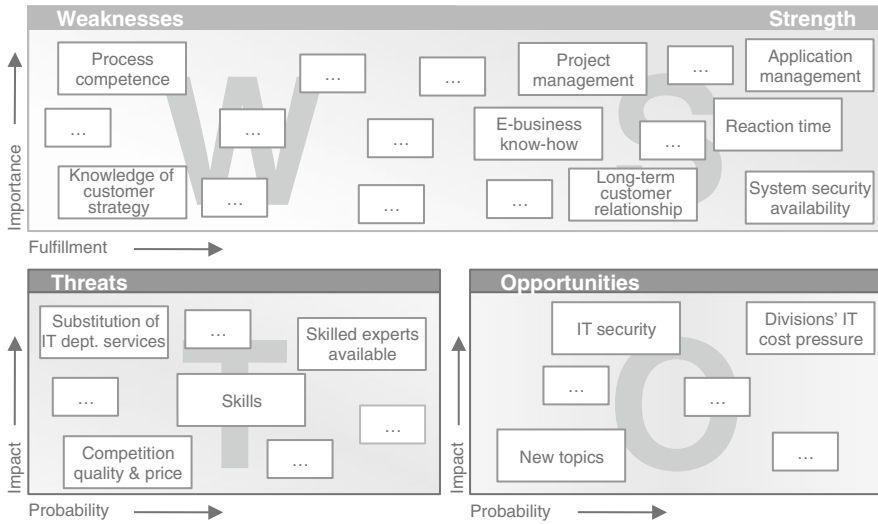 Weaknesses
Strength
Process
competence
…
…
Project
management
…
Application
management
…
…
…
E-business
know-how
…
Reaction time
Knowledge of
customer
strategy
…
…
…
Long-term
customer
relationship
System security
availability
Importance
Fulfillment
Threats
Substitution of
IT dept. services
…
Skilled experts
available
…
Skills
…
Competition
quality & price
…
Impact
Probability
T
Opportunities
IT security
Divisions' IT
cost pressure
…
…
New topics
…
Impact
Probability
O
W
S